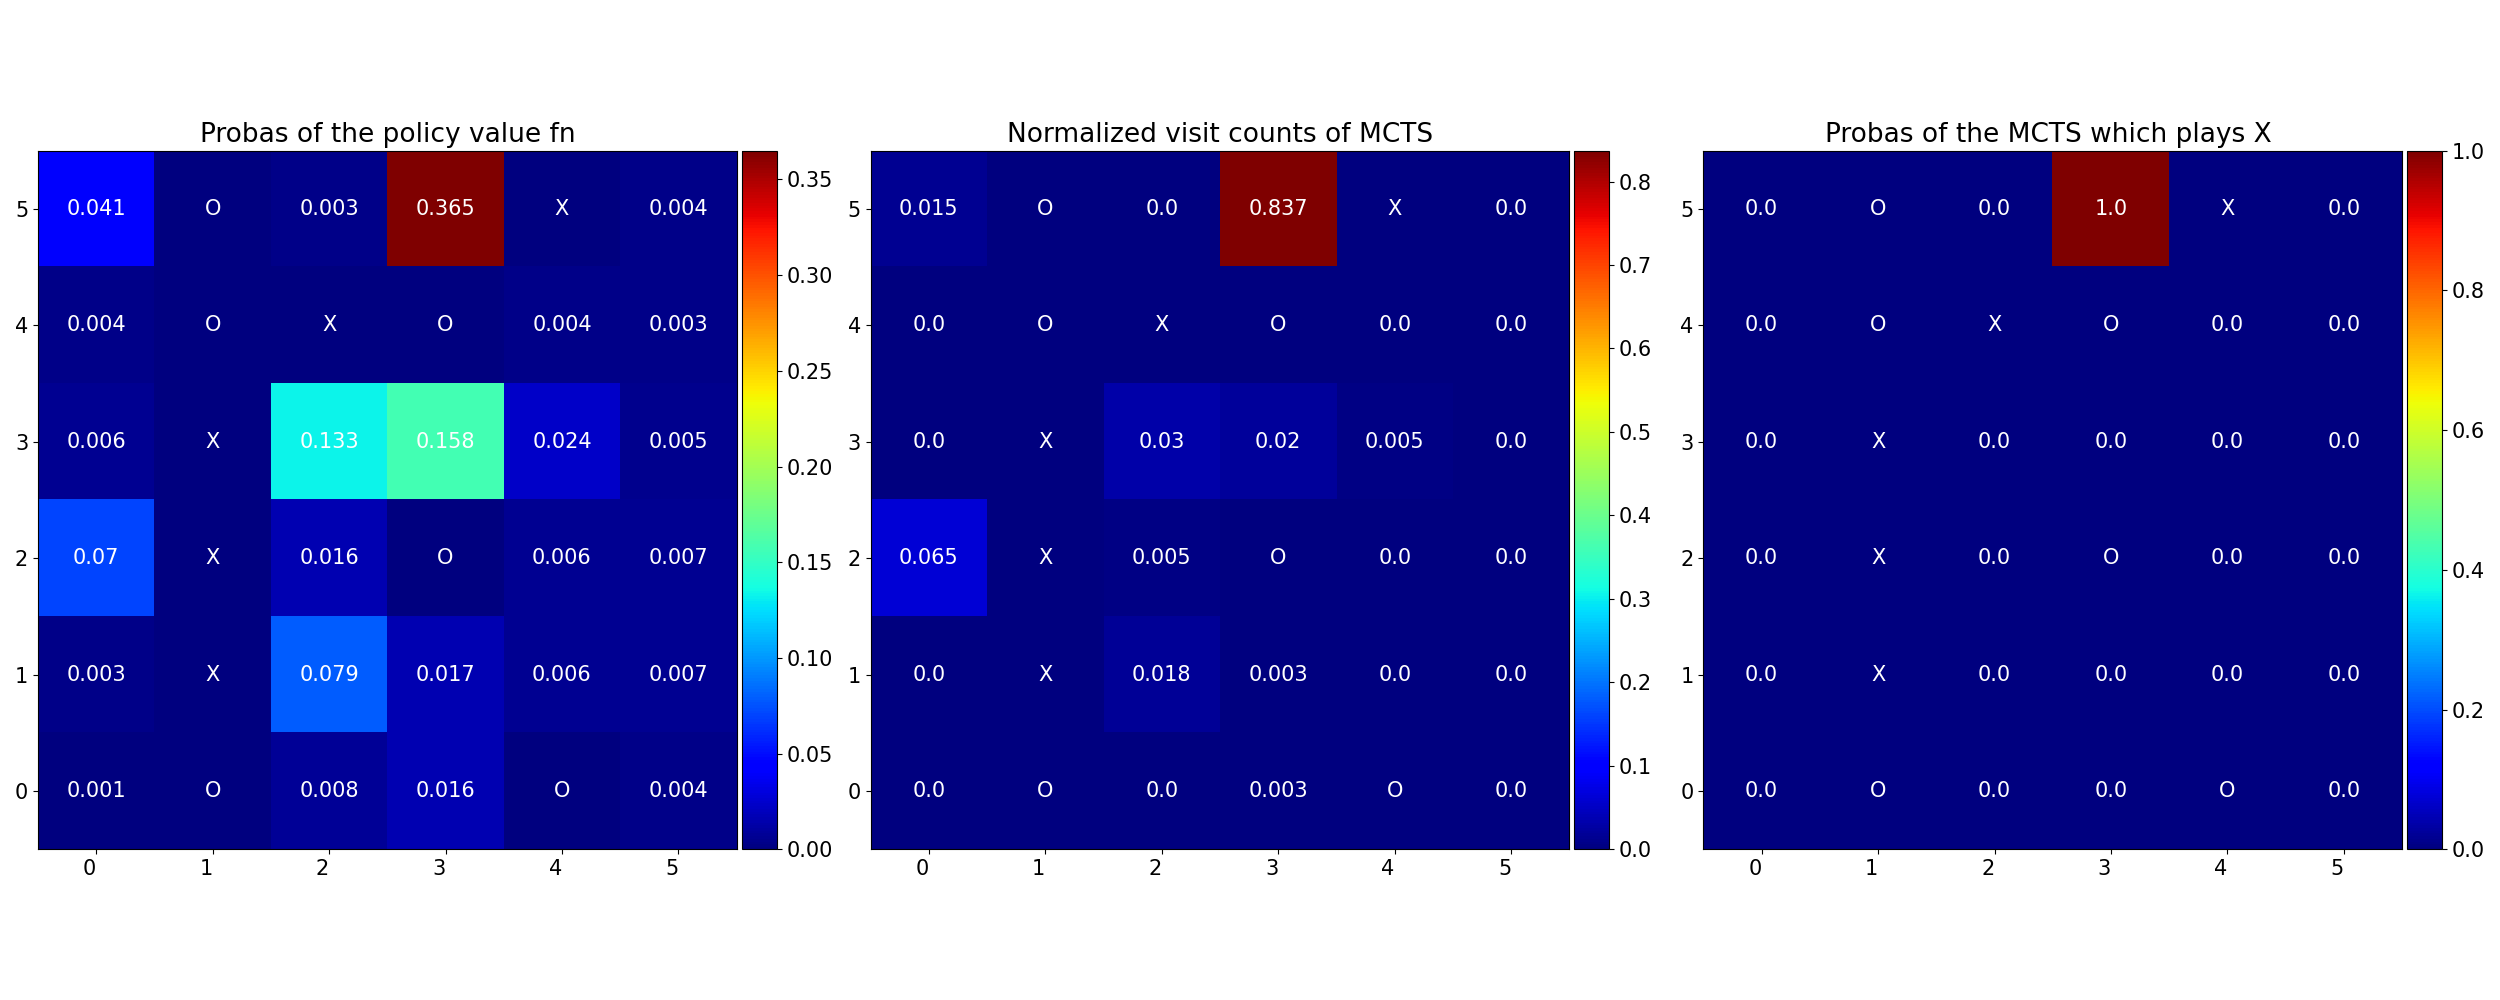 Probas of the policy value fn Normalized visit counts of MCTS Probas of the MCTS which plays X
5 0.041 O 0.003 0.365 X 0.004
4 0.004 O X O 0.004 0.003
3 0.006 X 0.133 0.158 0.024 0.005
2 0.07 X 0.016 O 0.006 0.007
1 0.003 X 0.079 0.017 0.006 0.007
0 0.001 O 0.008 0.016 O 0.004
0 1 2 3 4 5
0.35
0.30
0.25
0.20
0.15
0.10
0.05
0.00
5 0.015 O 0.0 0.837 X 0.0
4 0.0 O X O 0.0 0.0
3 0.0 X 0.03 0.02 0.005 0.0
2 0.065 X 0.005 O 0.0 0.0
1 0.0 X 0.018 0.003 0.0 0.0
0 0.0 O 0.0 0.003 O 0.0
0 1 2 3 4 5
0.8
0.7
0.6
0.5
0.4
0.3
0.2
0.1
0.0
5 0.0 O 0.0 1.0 X 0.0
4 0.0 O X O 0.0 0.0
3 0.0 X 0.0 0.0 0.0 0.0
2 0.0 X 0.0 O 0.0 0.0
1 0.0 X 0.0 0.0 0.0 0.0
0 0.0 O 0.0 0.0 O 0.0
0 1 2 3 4 5
1.0
0.8
0.6
0.4
0.2
0.0